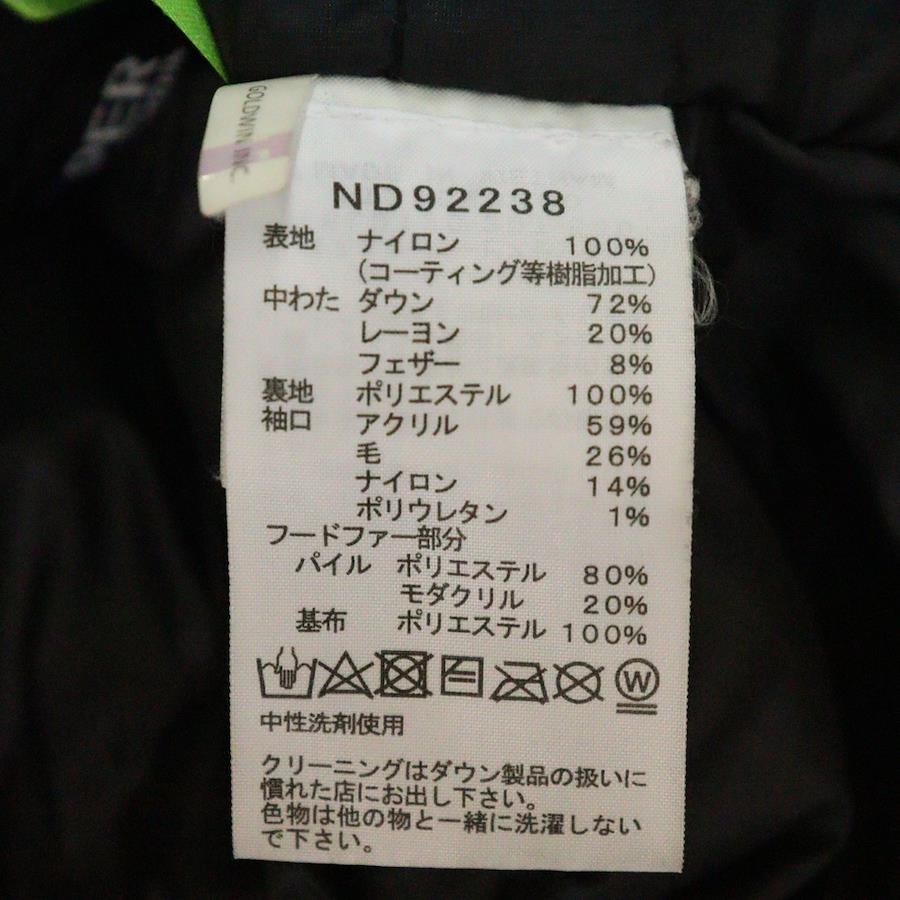 GOLDWIN INC.
ND92238
表地 ナイロン 100%
(コーティング等樹脂加工)
中わた ダウン 72%
レーヨン 20%
フェザー 8%
裏地 ポリエステル 100%
袖口 アクリル 59%
毛 26%
ナイロン 14%
ポリウレタン 1%
フードファー部分
パイル ポリエステル 80%
モダクリル 20%
基布 ポリエステル 100%
W
中性洗剤使用
クリーニングはダウン製品の扱いに
慣れた店にお出し下さい。
色物は他の物と一緒に洗濯しない
で下さい。